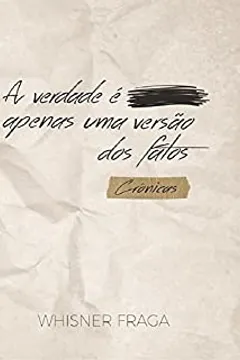 A verdade é
apenas uma versão
dos fatos
Crônicas
WHISNER FRAGA